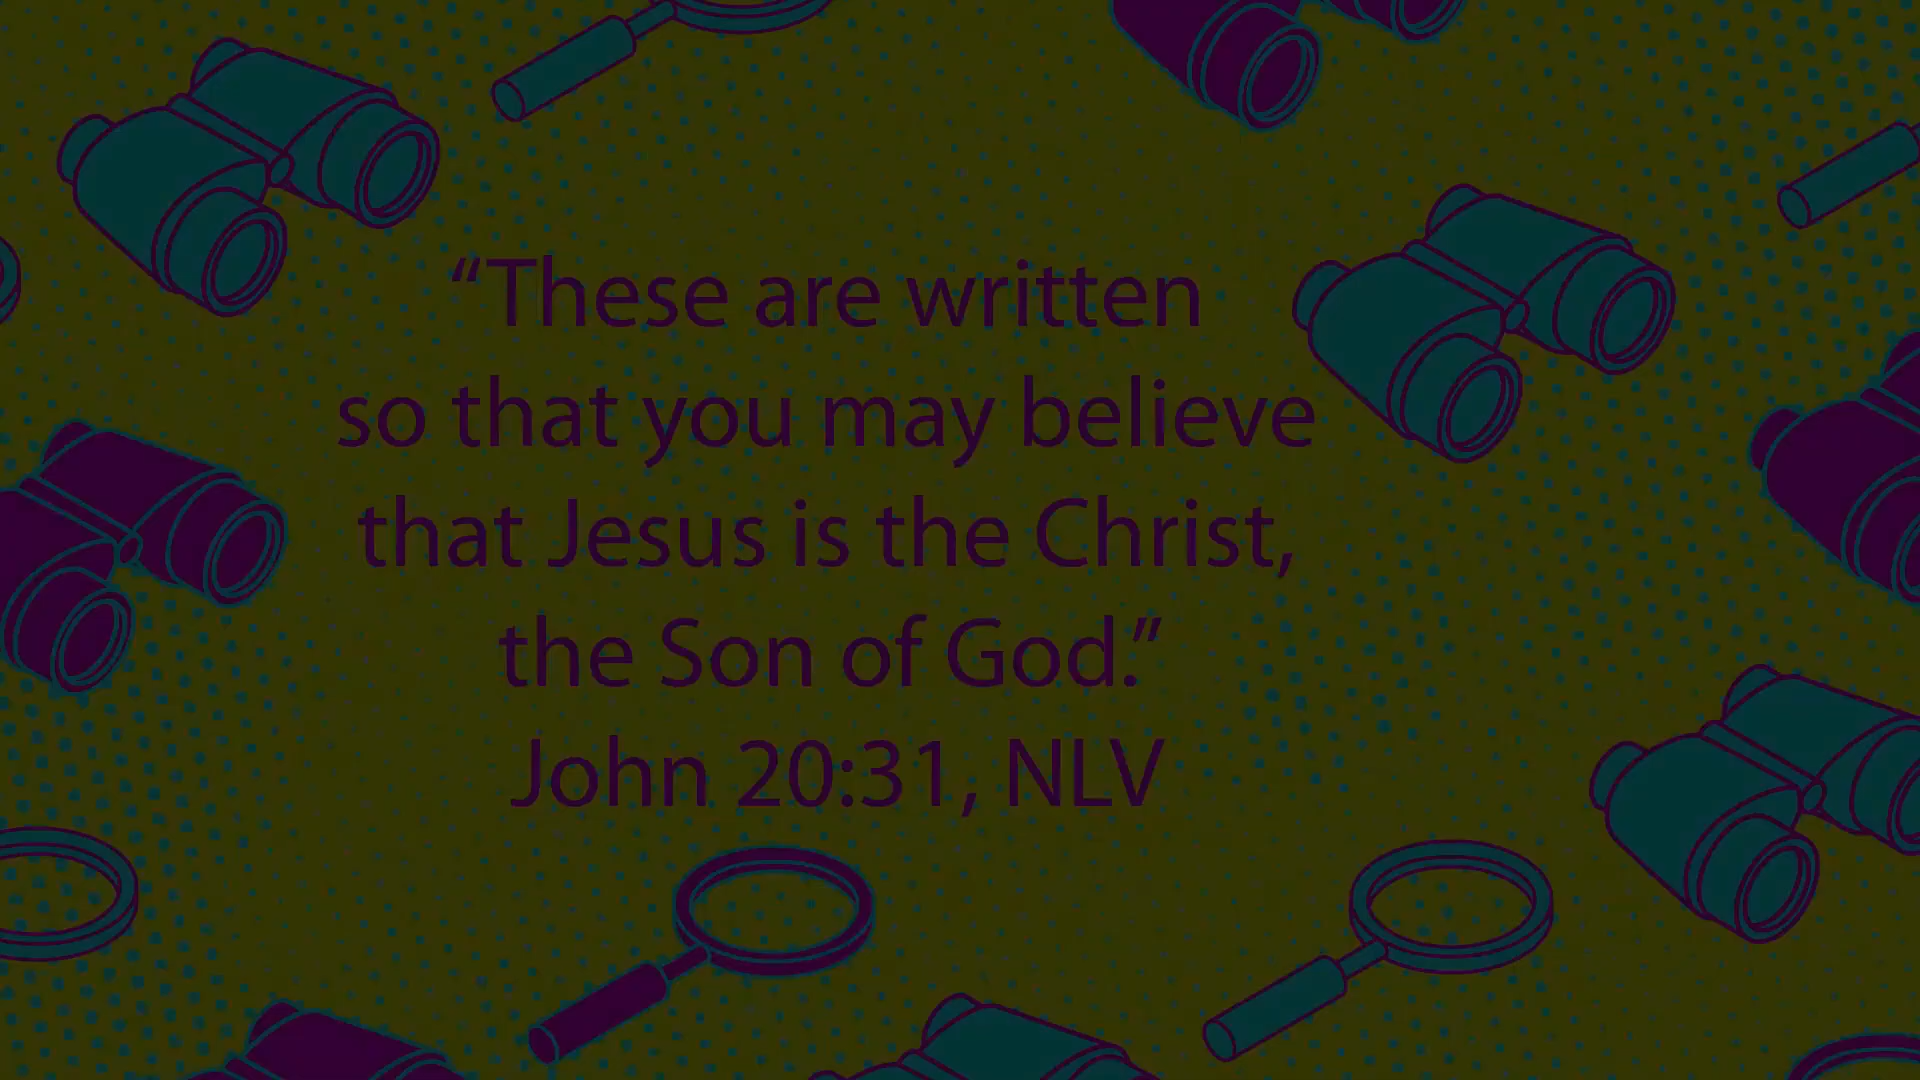 “These are written
so that you may believe
that Jesus is the Christ,
the Son of God.”
John 20:31, NLV